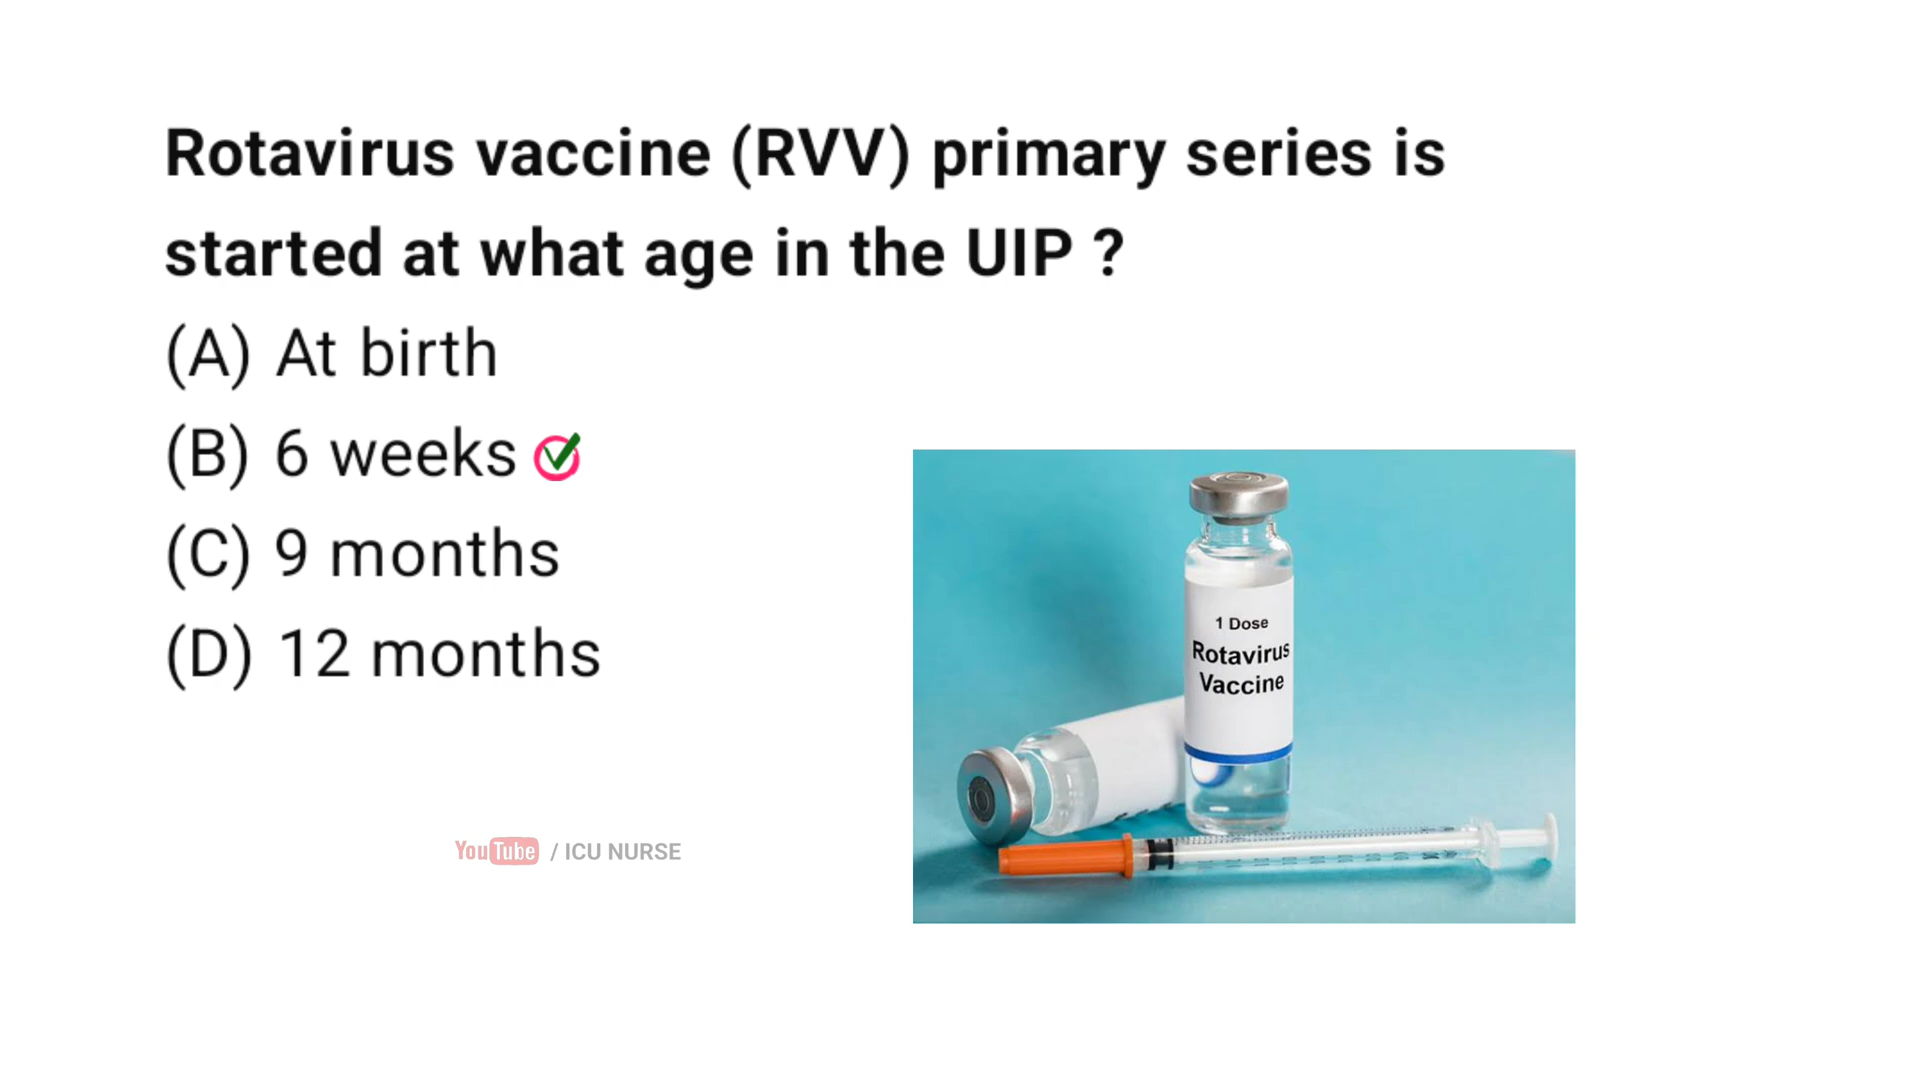 Rotavirus vaccine (RVV) primary series is
started at what age in the UIP ?
(A) At birth
(B) 6 weeks
(C) 9 months
(D) 12 months
1 Dose
Rotavirus
Vaccine
YouTube / ICU NURSE